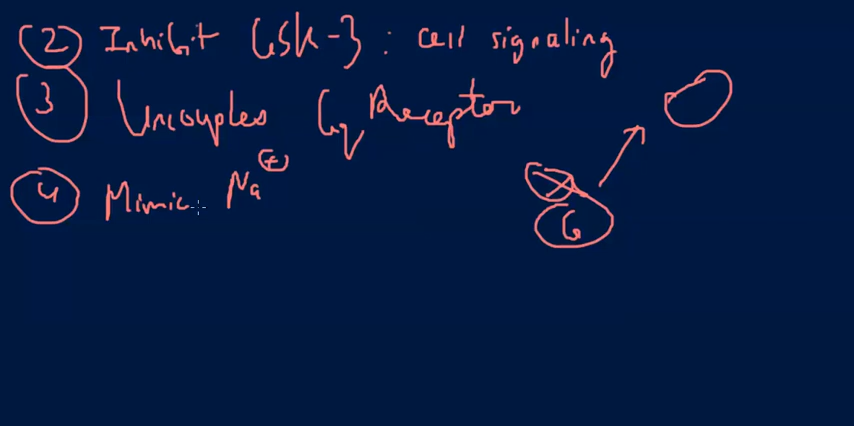 (2) Inhibit GSK-3 : cell signaling
3 Uncouples Gq Receptor
4 Mimic Na+
G